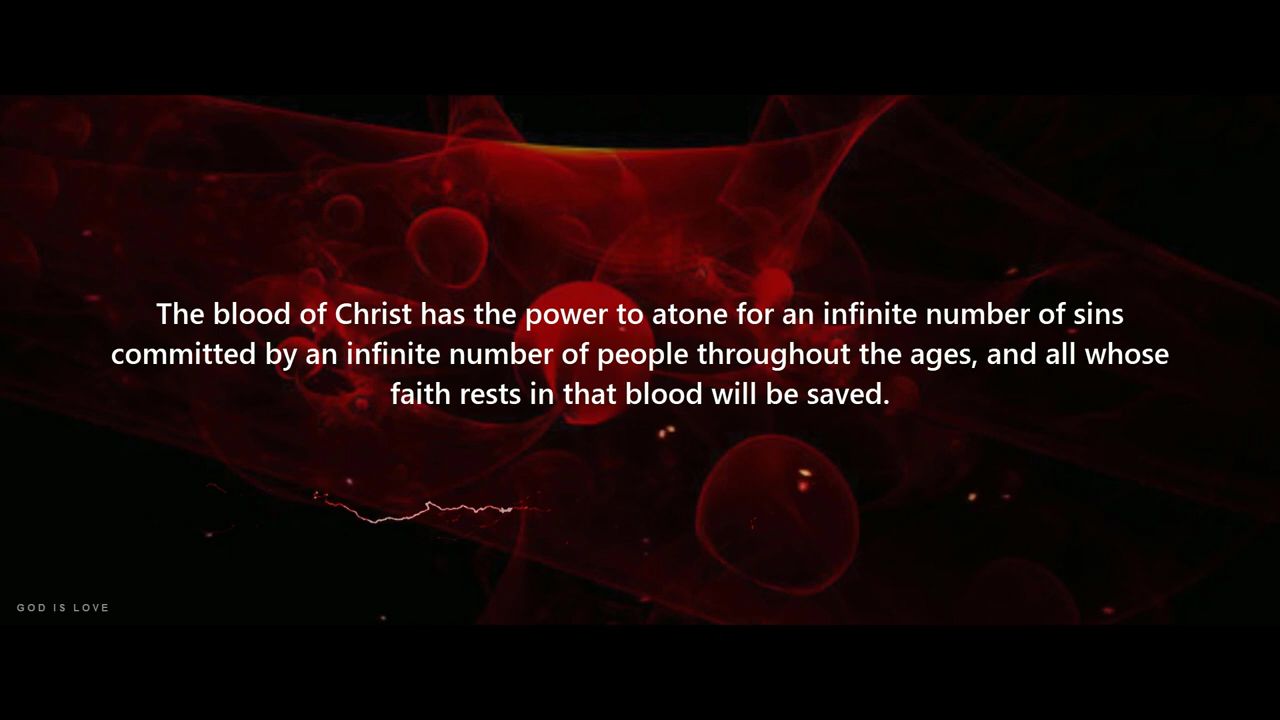 The blood of Christ has the power to atone for an infinite number of sins
committed by an infinite number of people throughout the ages, and all whose
faith rests in that blood will be saved.
GOD IS LOVE